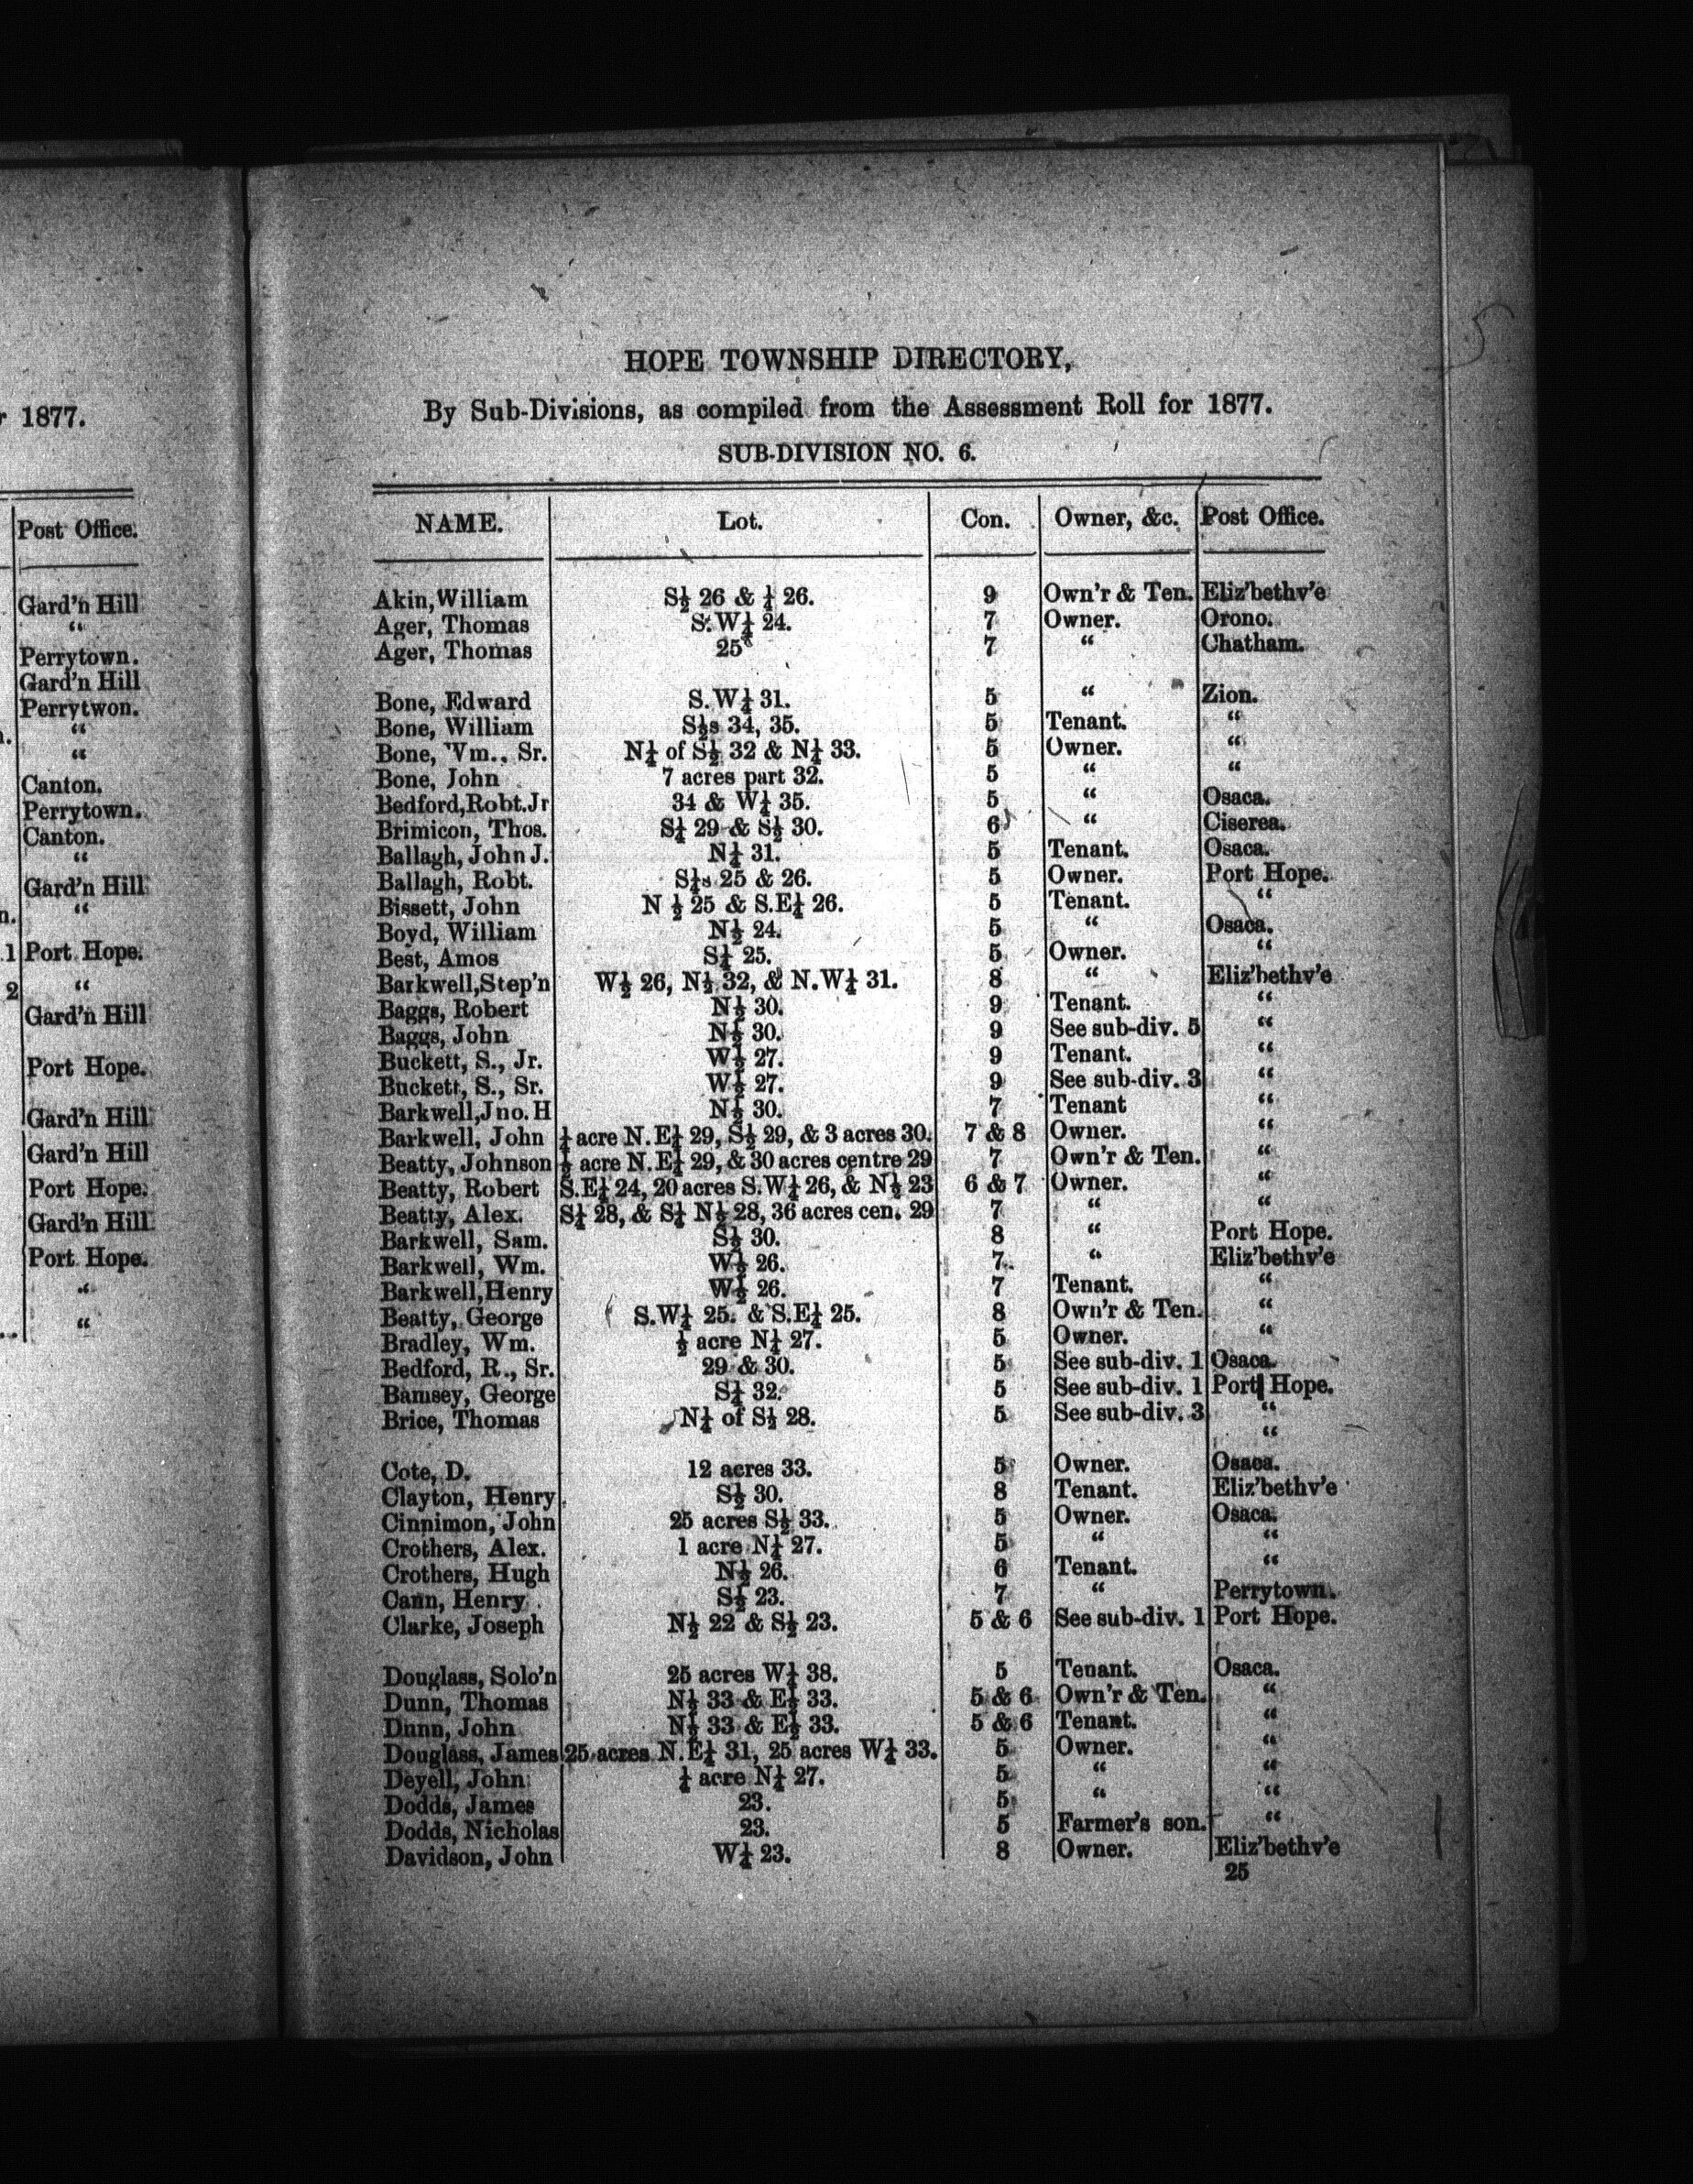 r 1877.
Post Office.
Gard'n Hill
“
Perrytown.
Gard'n Hill
Perrytwon.
“
“
Canton.
Perrytown.
Canton.
“
Gard'n Hill
“
.1 Port Hope.
2 “
Gard'n Hill
Port Hope.
Gard'n Hill
Gard'n Hill
Port Hope.
Gard'n Hill
Port Hope.
“
“
HOPE TOWNSHIP DIRECTORY,
By Sub-Divisions, as compiled from the Assessment Roll for 1877.
SUB-DIVISION NO. 6.
NAME. Lot. Con. Owner, &c. Post Office.
Akin, William S½ 26 & ¼ 26. 9 Own'r & Ten. Eliz'bethv'e
Ager, Thomas S.W¼ 24. 7 Owner. Orono.
Ager, Thomas 25 7 “ Chatham.
Bone, Edward S.W¼ 31. 5 “ Zion.
Bone, William S½s 34, 35. 5 Tenant. “
Bone, Wm., Sr. N¼ of S½ 32 & N¼ 33. 5 Owner. “
Bone, John 7 acres part 32. 5 “ “
Bedford, Robt. Jr 34 & W¼ 35. 5 “ Osaca.
Brimicon, Thos. S¼ 29 & S½ 30. 6 “ Ciserea.
Ballagh, John J. N¼ 31. 5 Tenant. Osaca.
Ballagh, Robt. S¼s 25 & 26. 5 Owner. Port Hope.
Bissett, John N ½ 25 & S.E¼ 26. 5 Tenant. “
Boyd, William N½ 24. 5 “ Osaca.
Best, Amos S¼ 25. 5 Owner. “
Barkwell, Step'n W½ 26, N½ 32, & N.W¼ 31. 8 “ Eliz'bethv'e
Baggs, Robert N½ 30. 9 Tenant. “
Baggs, John N½ 30. 9 See sub-div. 5 “
Buckett, S., Jr. W½ 27. 9 Tenant. “
Buckett, S., Sr. W½ 27. 9 See sub-div. 3 “
Barkwell, Jno. H N½ 30. 7 Tenant “
Barkwell, John ¼ acre N.E¼ 29, S½ 29, & 3 acres 30. 7 & 8 Owner. “
Beatty, Johnson ½ acre N.E¼ 29, & 30 acres centre 29 7 Own'r & Ten. “
Beatty, Robert S.E¼ 24, 20 acres S.W¼ 26, & N½ 23 6 & 7 Owner. “
Beatty, Alex. S¼ 28, & S¼ N½ 28, 36 acres cen. 29 7 “ “
Barkwell, Sam. S½ 30. 8 “ Port Hope.
Barkwell, Wm. W½ 26. 7 “ Eliz'bethv'e
Barkwell, Henry W½ 26. 7 Tenant. “
Beatty, George S.W¼ 25. & S.E¼ 25. 8 Own'r & Ten. “
Bradley, Wm. ½ acre N¼ 27. 5 Owner. “
Bedford, R., Sr. 29 & 30. 5 See sub-div. 1 Osaca.
Bamsey, George S¼ 32. 5 See sub-div. 1 Port Hope.
Brice, Thomas N¼ of S½ 28. 5 See sub-div. 3 “
“
Cote, D. 12 acres 33. 5 Owner. Osaca.
Clayton, Henry S½ 30. 8 Tenant. Eliz'bethv'e
Cinnimon, John 25 acres S½ 33. 5 Owner. Osaca.
Crothers, Alex. 1 acre N¼ 27. 5 “ “
Crothers, Hugh N½ 26. 6 Tenant. “
Cann, Henry S½ 23. 7 “ Perrytown.
Clarke, Joseph N½ 22 & S½ 23. 5 & 6 See sub-div. 1 Port Hope.
Douglass, Solo'n 25 acres W¼ 38. 5 Tenant. Osaca.
Dunn, Thomas N½ 33 & E½ 33. 5 & 6 Own'r & Ten. “
Dunn, John N½ 33 & E½ 33. 5 & 6 Tenant. “
Douglass, James 25 acres N.E¼ 31, 25 acres W¼ 33. 5 Owner. “
Deyell, John ¼ acre N¼ 27. 5 “ “
Dodds, James 23. 5 “ “
Dodds, Nicholas 23. 5 Farmer's son. “
Davidson, John W¼ 23. 8 Owner. Eliz'bethv'e
25